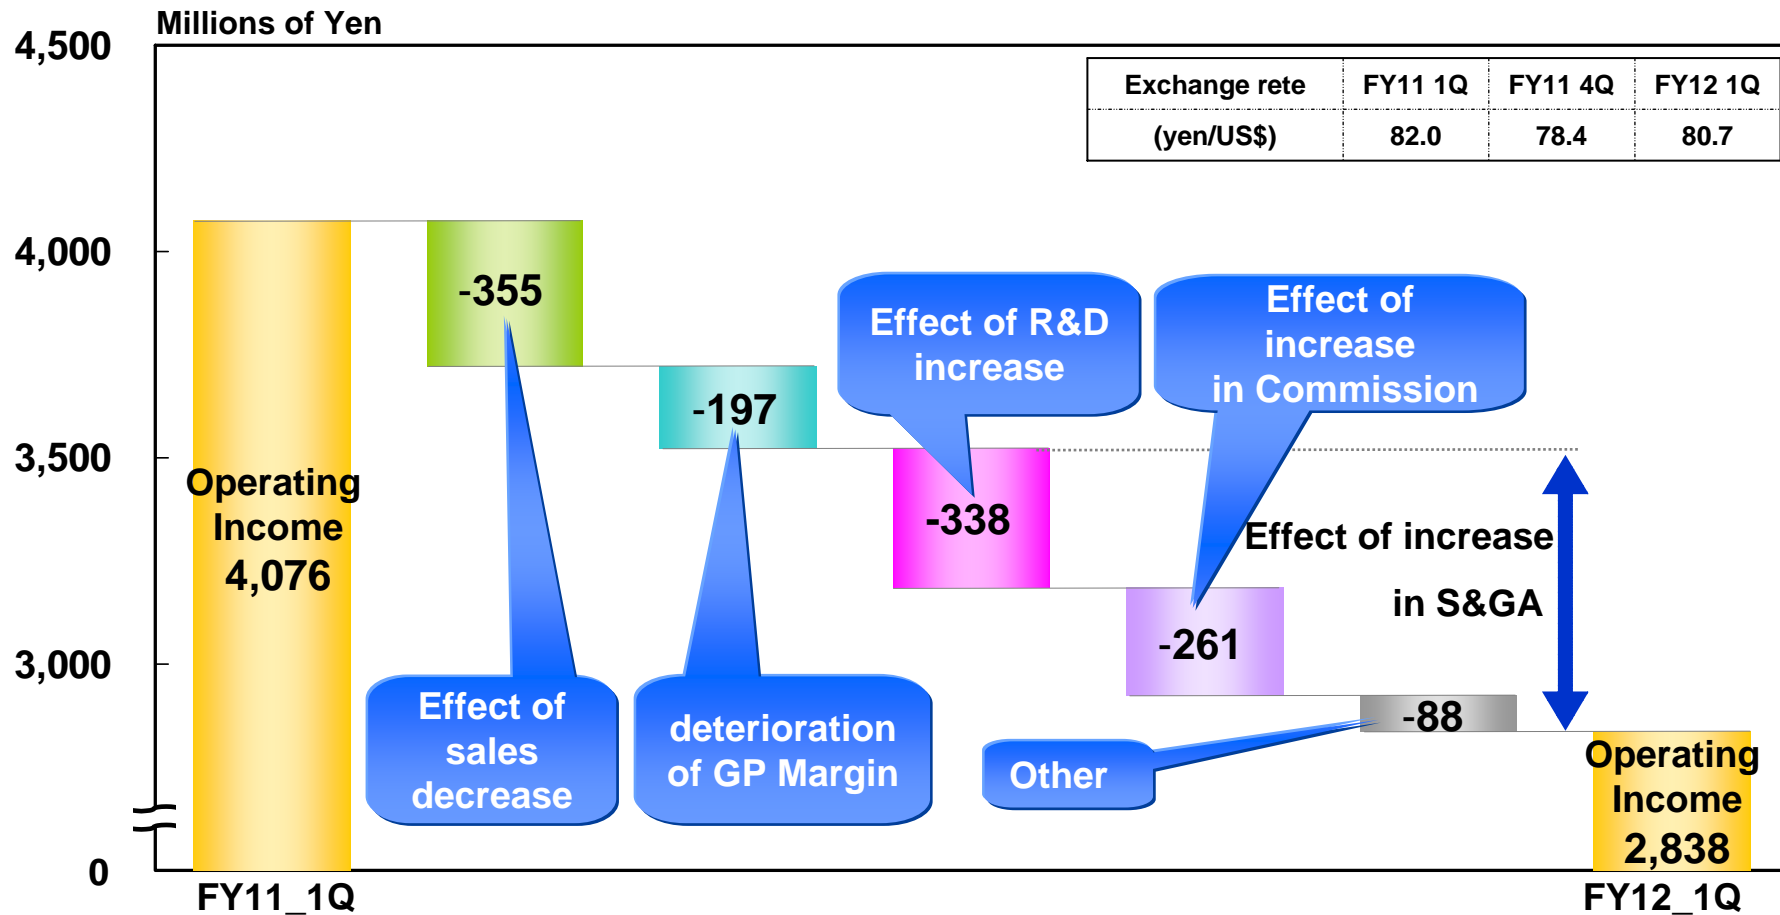 Millions of Yen
4,500
4,000
3,500
3,000
0
Exchange rete FY11 1Q FY11 4Q FY12 1Q
(yen/US$) 82.0 78.4 80.7
Operating
Income
4,076
-355
-197
-338
-261
-88
Effect of
sales
decrease
deterioration
of GP Margin
Effect of R&D
increase
Effect of
increase
in Commission
Other
Effect of increase
in S&GA
Operating
Income
2,838
FY11_1Q
FY12_1Q